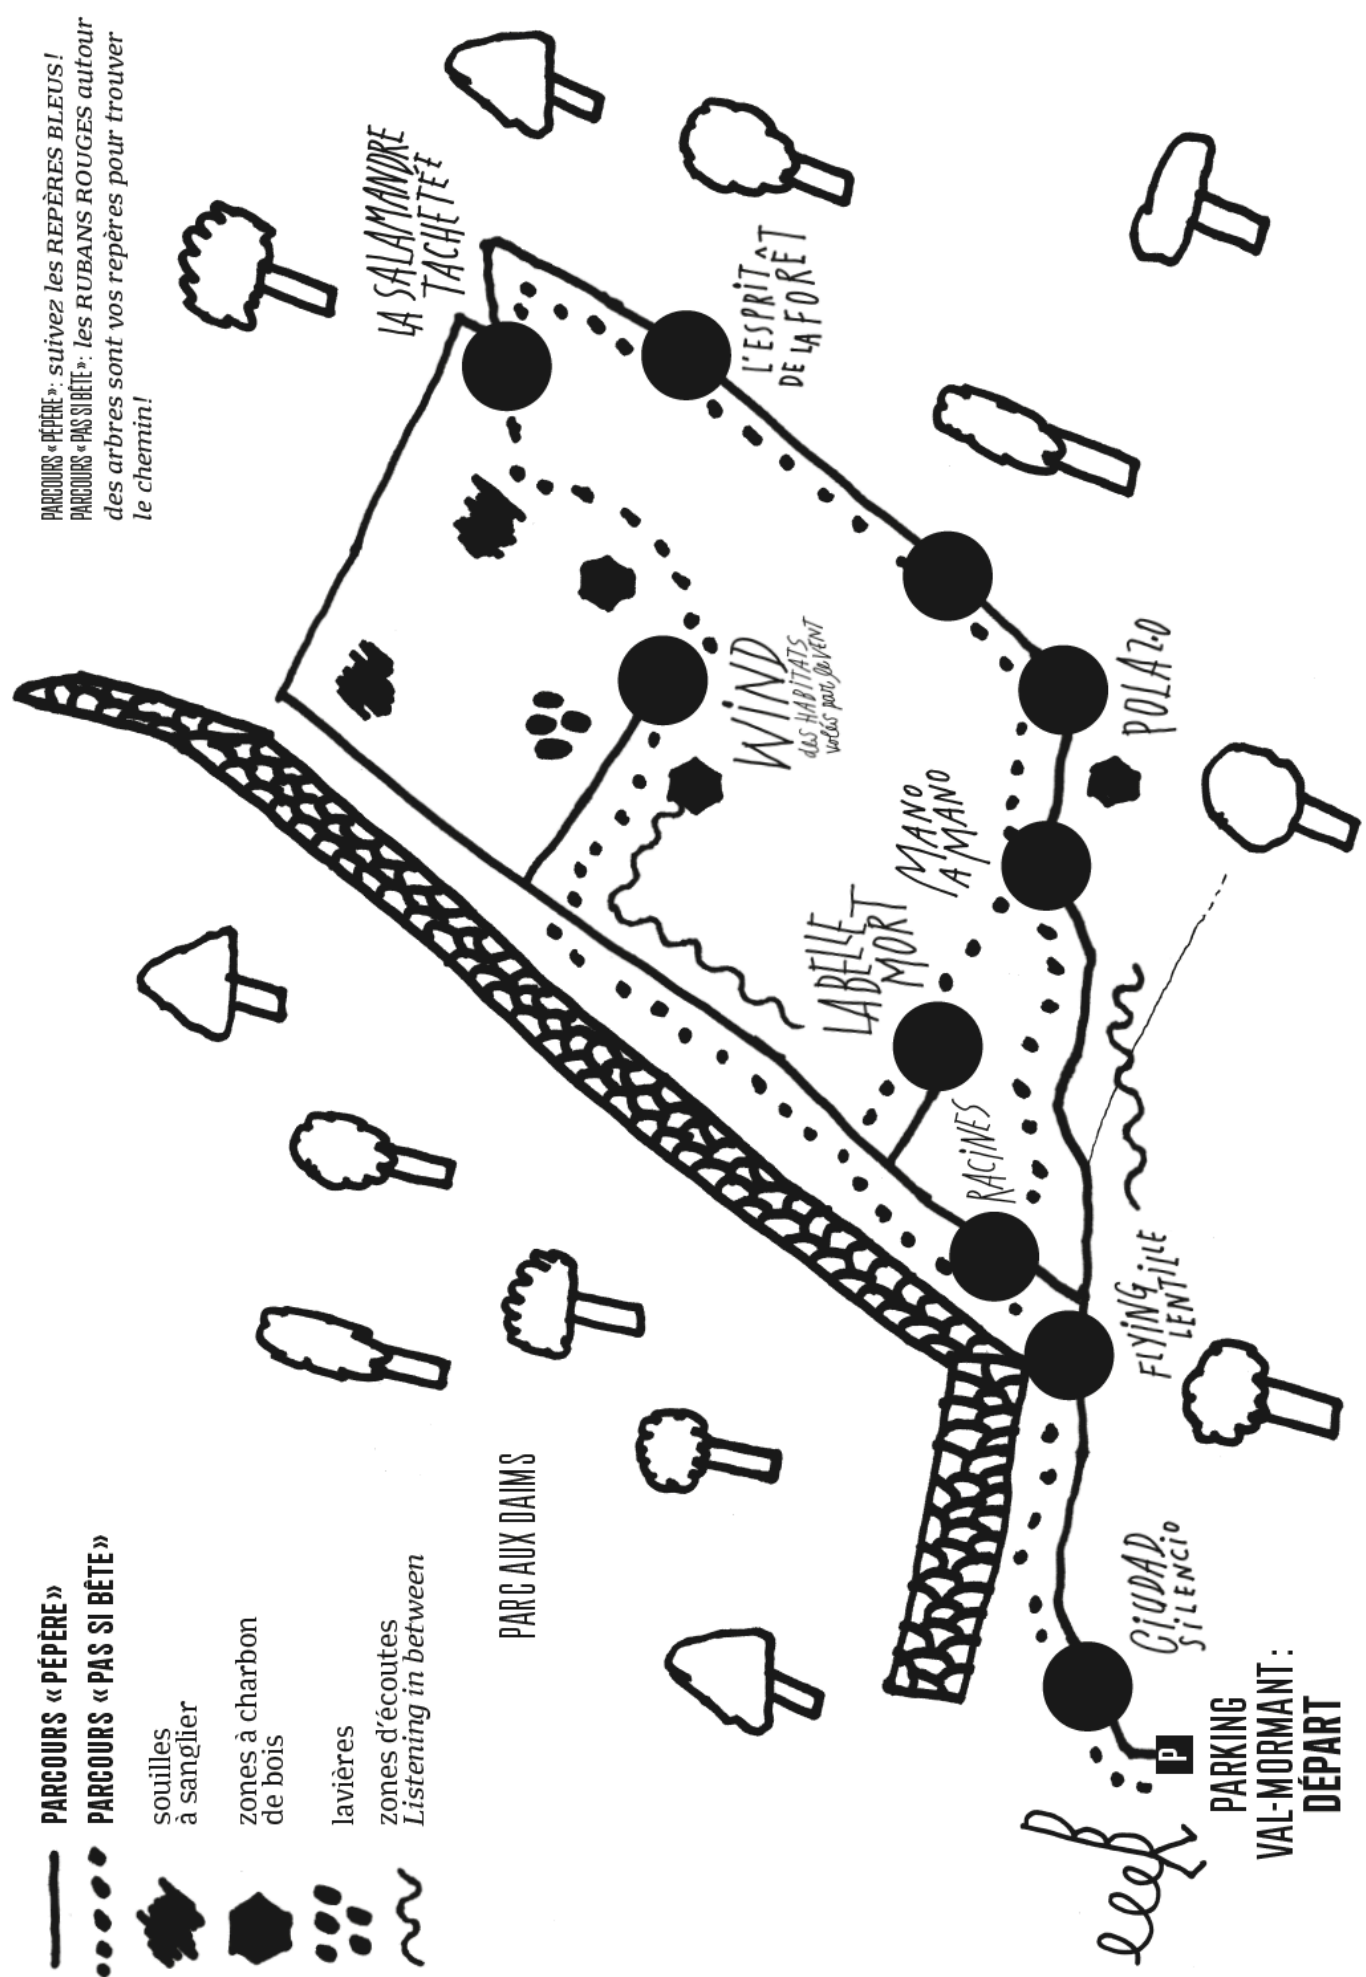 PARCOURS « PÉPÈRE »
PARCOURS « PAS SI BÊTE »
souilles
à sanglier
zones à charbon
de bois
lavières
zones d'écoutes
Listening in between
PARCOURS « PÉPÈRE » : suivez les REPÈRES BLEUS !
PARCOURS « PAS SI BÊTE » : les RUBANS ROUGES autour
des arbres sont vos repères pour trouver
le chemin!
PARC AUX DAIMS
LA SALAMANDRE
TACHETÉE
L'ESPRIT
DE LA FORÊT
WIND
des HABITATS
volés par le VENT
LA BELLE
MORT
MANO
A MANO
POLA 2.0
RACINES
FLYING
LENTILLE
CIUDAD
SILENCIO
P
PARKING
VAL-MORMANT :
DÉPART